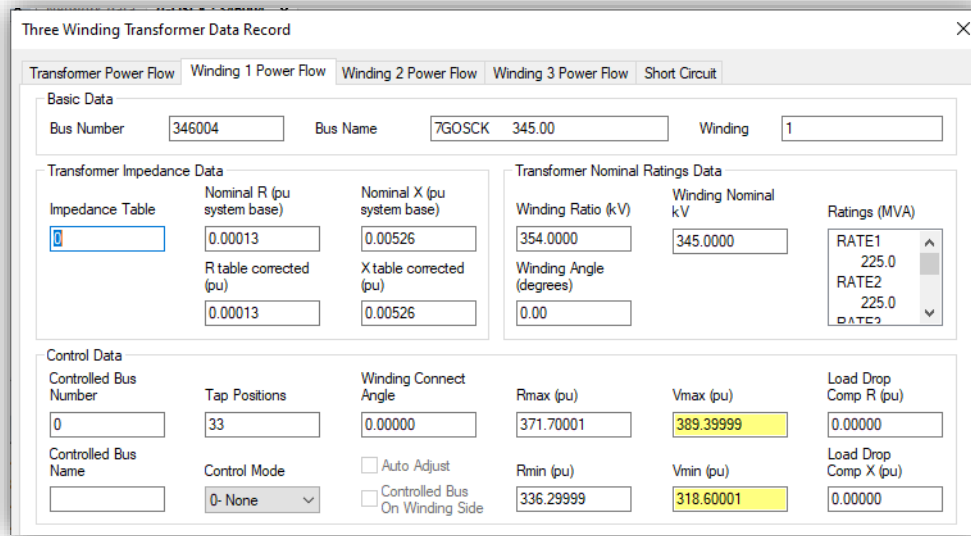 Three Winding Transformer Data Record
Transformer Power Flow Winding 1 Power Flow Winding 2 Power Flow Winding 3 Power Flow Short Circuit
Basic Data
Bus Number 346004 Bus Name 7GOSCK 345.00 Winding 1
Transformer Impedance Data
Impedance Table
0
Nominal R (pu
system base)
0.00013
Nominal X (pu
system base)
0.00526
R table corrected
(pu)
0.00013
X table corrected
(pu)
0.00526
Transformer Nominal Ratings Data
Winding Ratio (kV)
354.0000
Winding Nominal
kV
345.0000
Winding Angle
(degrees)
0.00
Ratings (MVA)
RATE1
225.0
RATE2
225.0
RATE3
Control Data
Controlled Bus
Number
0
Tap Positions
33
Winding Connect
Angle
0.00000
Rmax (pu)
371.70001
Vmax (pu)
389.39999
Load Drop
Comp R (pu)
0.00000
Controlled Bus
Name
Control Mode
0- None
Auto Adjust
Controlled Bus
On Winding Side
Rmin (pu)
336.29999
Vmin (pu)
318.60001
Load Drop
Comp X (pu)
0.00000